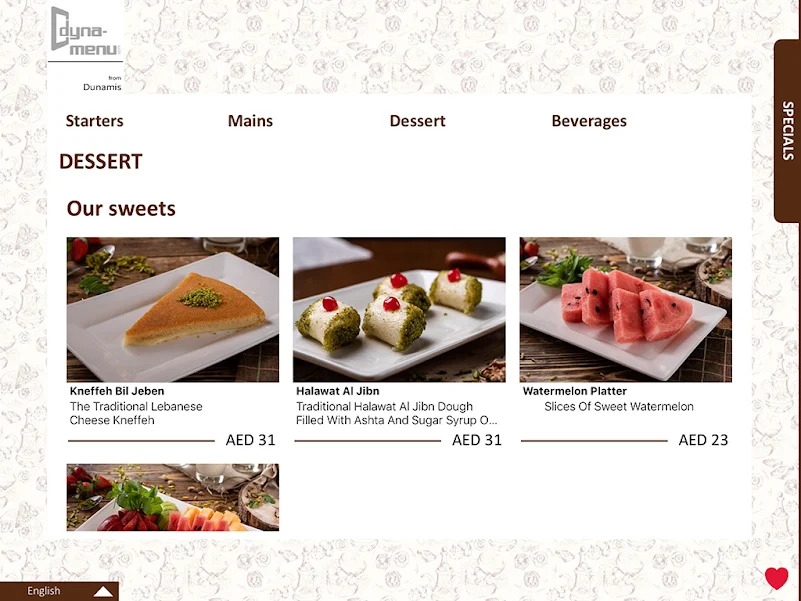 dyna-
menu
from
Dunamis
Starters Mains Dessert Beverages
SPECIALS
DESSERT
Our sweets
Kneffeh Bil Jeben
The Traditional Lebanese
Cheese Kneffeh
AED 31
Halawat Al Jibn
Traditional Halawat Al Jibn Dough
Filled With Ashta And Sugar Syrup O...
AED 31
Watermelon Platter
Slices Of Sweet Watermelon
AED 23
English